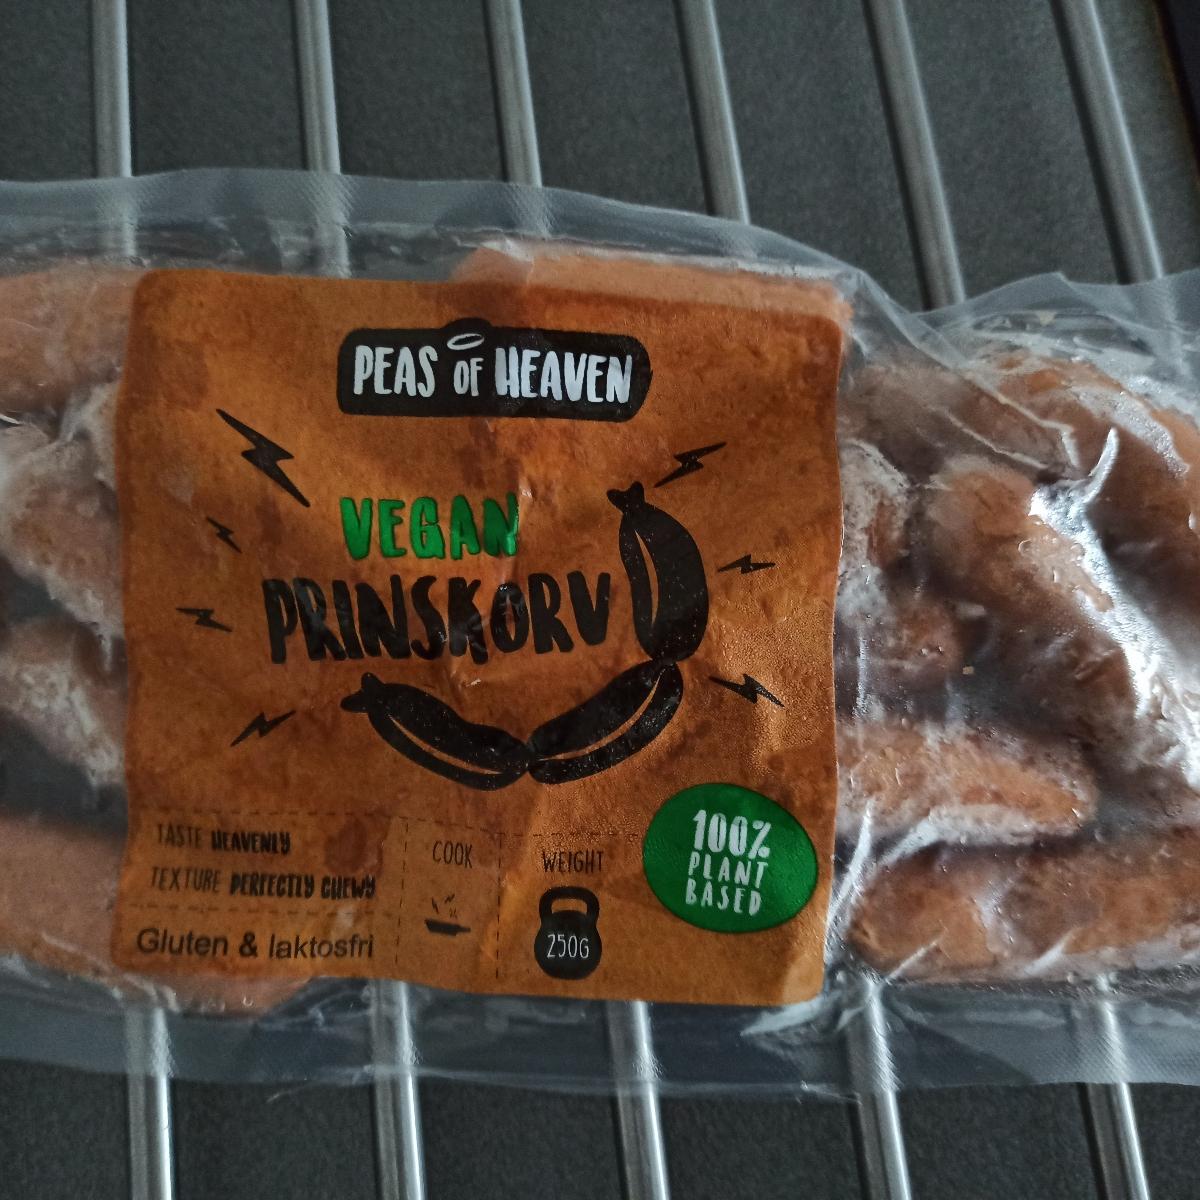 PEAS OF HEAVEN
VEGAN
PRINSKORV
TASTE HEAVENLY
TEXTURE PERFECTLY CHEWY
Gluten & laktosfri
COOK
WEIGHT
250G
100%
PLANT
BASED